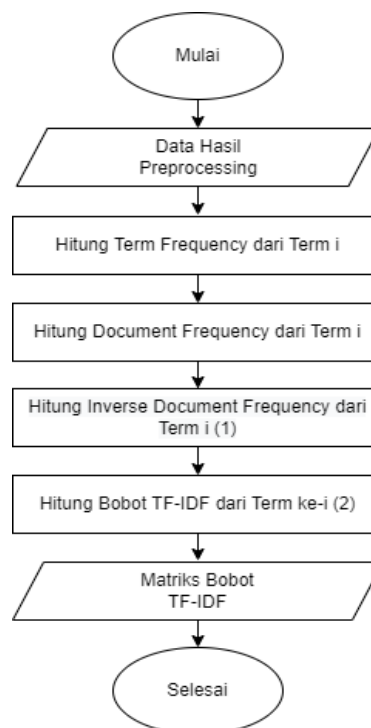 Mulai
Data Hasil
Preprocessing
Hitung Term Frequency dari Term i
Hitung Document Frequency dari Term i
Hitung Inverse Document Frequency dari
Term i (1)
Hitung Bobot TF-IDF dari Term ke-i (2)
Matriks Bobot
TF-IDF
Selesai